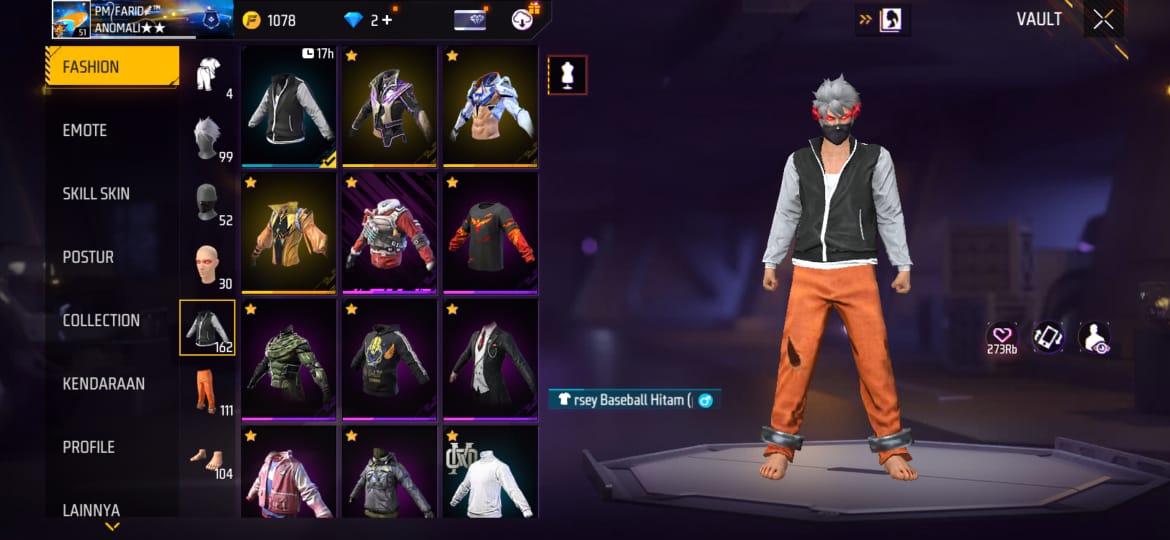 PM/FARID
ANOMALI★★
51
1078
2+
VAULT
FASHION
EMOTE
SKILL SKIN
POSTUR
COLLECTION
KENDARAAN
PROFILE
LAINNYA
4
99
52
30
162
111
104
17h
rsey Baseball Hitam (
273Rb